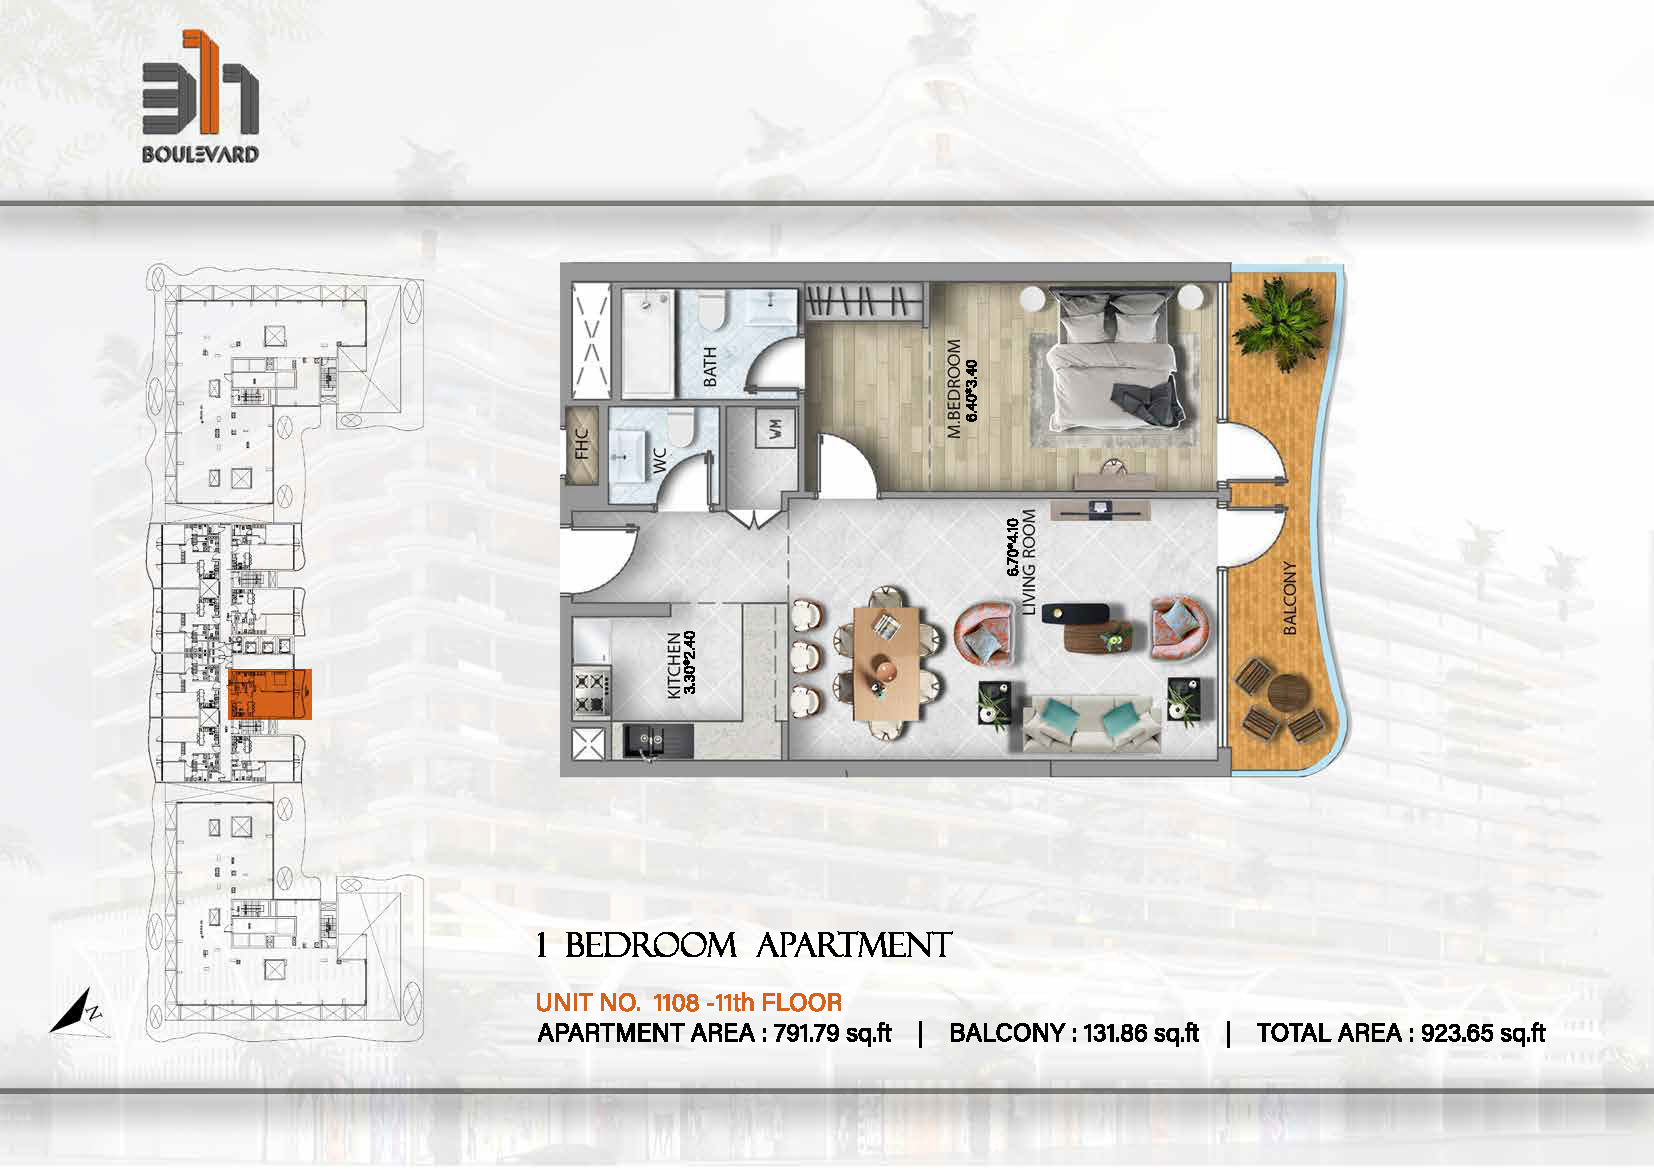 311
BOULEVARD
BATH
M.BEDROOM
6.40*3.40
FHC
WC
WM
6.70*4.10
LIVING ROOM
BALCONY
KITCHEN
3.30*2.40
1 BEDROOM APARTMENT
UNIT NO. 1108 -11th FLOOR
APARTMENT AREA : 791.79 sq.ft | BALCONY : 131.86 sq.ft | TOTAL AREA : 923.65 sq.ft
N